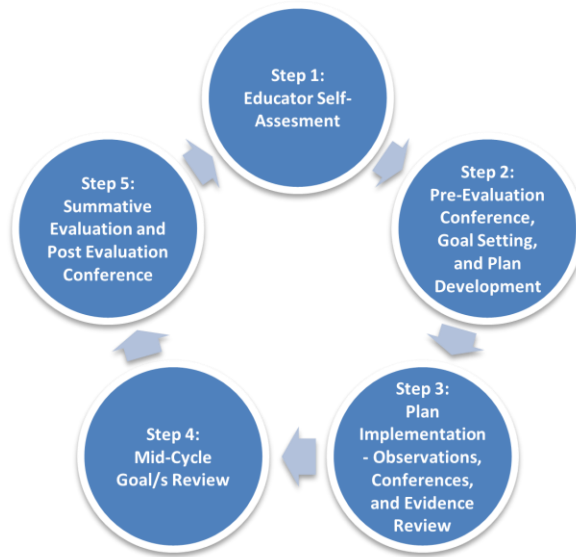 Step 1:
Educator Self-
Assesment
Step 2:
Pre-Evaluation
Conference,
Goal Setting,
and Plan
Development
Step 3:
Plan
Implementation
- Observations,
Conferences,
and Evidence
Review
Step 4:
Mid-Cycle
Goal/s Review
Step 5:
Summative
Evaluation and
Post Evaluation
Conference